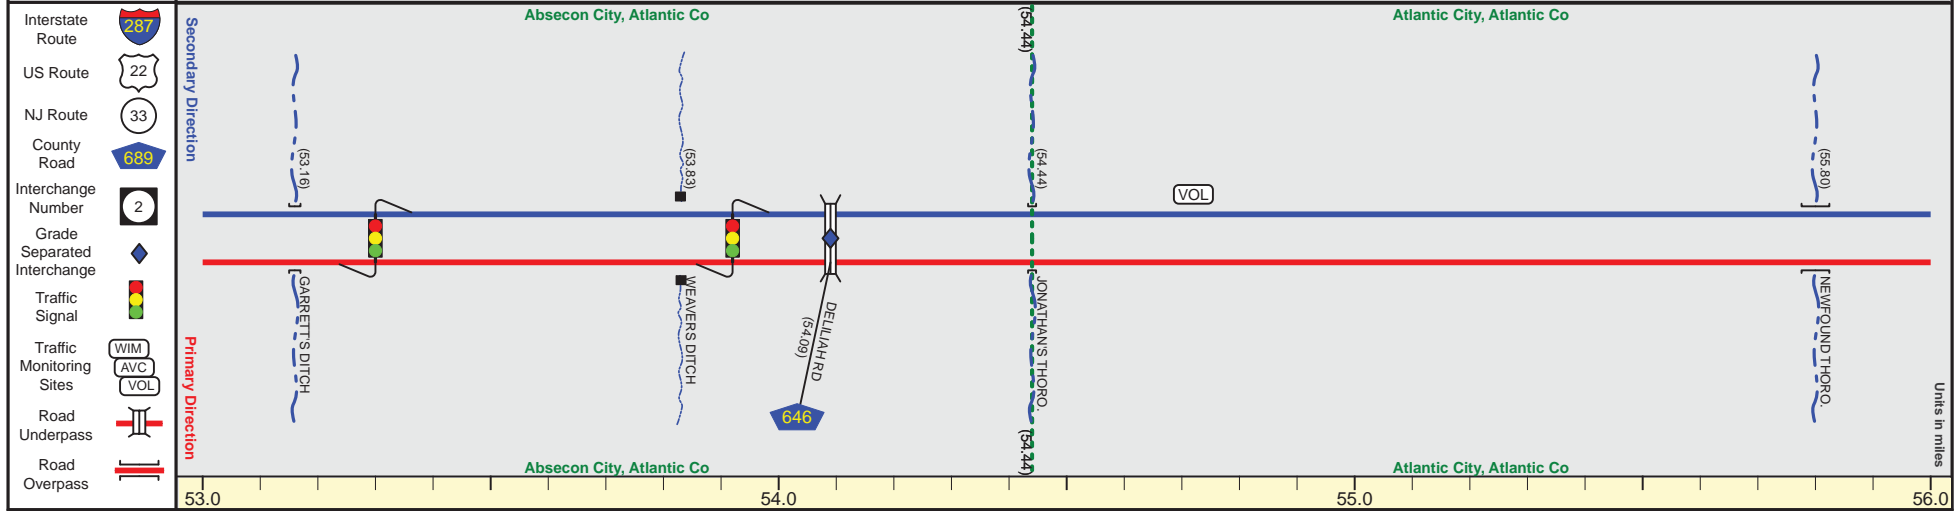 Interstate
Route
287
US Route
22
NJ Route
33
County
Road
689
Interchange
Number
2
Grade
Separated
Interchange
Traffic
Signal
Traffic
Monitoring
Sites
WIM
AVC
VOL
Road
Underpass
Road
Overpass
Secondary Direction
Primary Direction
Absecon City, Atlantic Co
(54.44)
Atlantic City, Atlantic Co
(53.16)
(53.83)
(54.44)
(55.80)
VOL
GARRETT'S DITCH
WEAVERS DITCH
DELILIAH RD
(54.09)
646
JONATHAN'S THORO.
NEWFOUND THORO.
Absecon City, Atlantic Co
(54.44)
Atlantic City, Atlantic Co
Units in miles
53.0
54.0
55.0
56.0